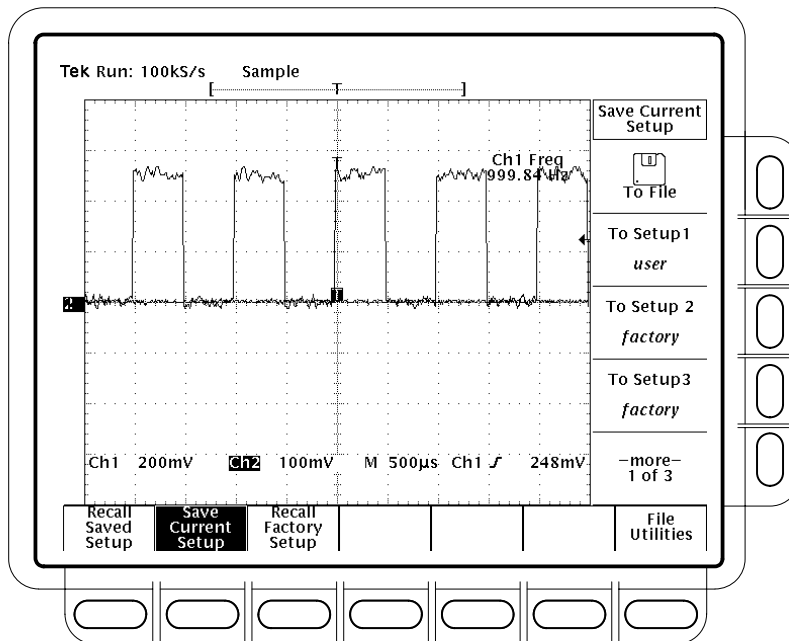 Tek Run: 100kS/s Sample
[ T ]
Save Current
Setup
To File
To Setup1
user
To Setup 2
factory
To Setup3
factory
–more–
1 of 3
T
Ch1 Freq
999.84 Hz
2
1
Ch1 200mV Ch2 100mV M 500µs Ch1 248mV
Recall
Saved
Setup
Save
Current
Setup
Recall
Factory
Setup
File
Utilities